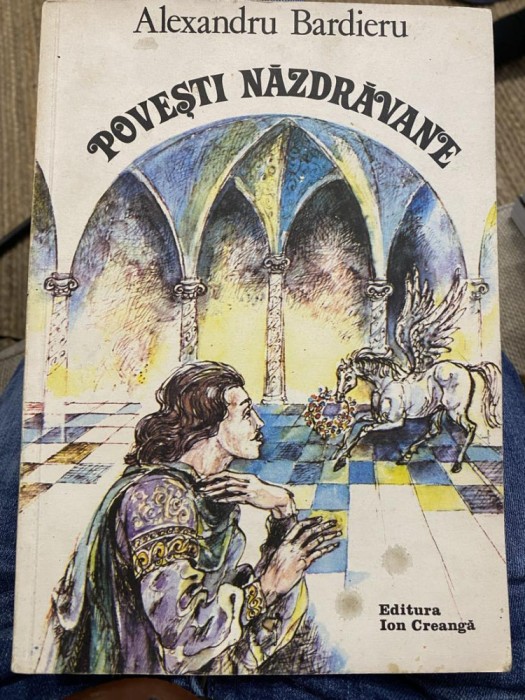 Alexandru Bardieru
POVEȘTI NĂZDRĂVANE
Editura
Ion Creangă